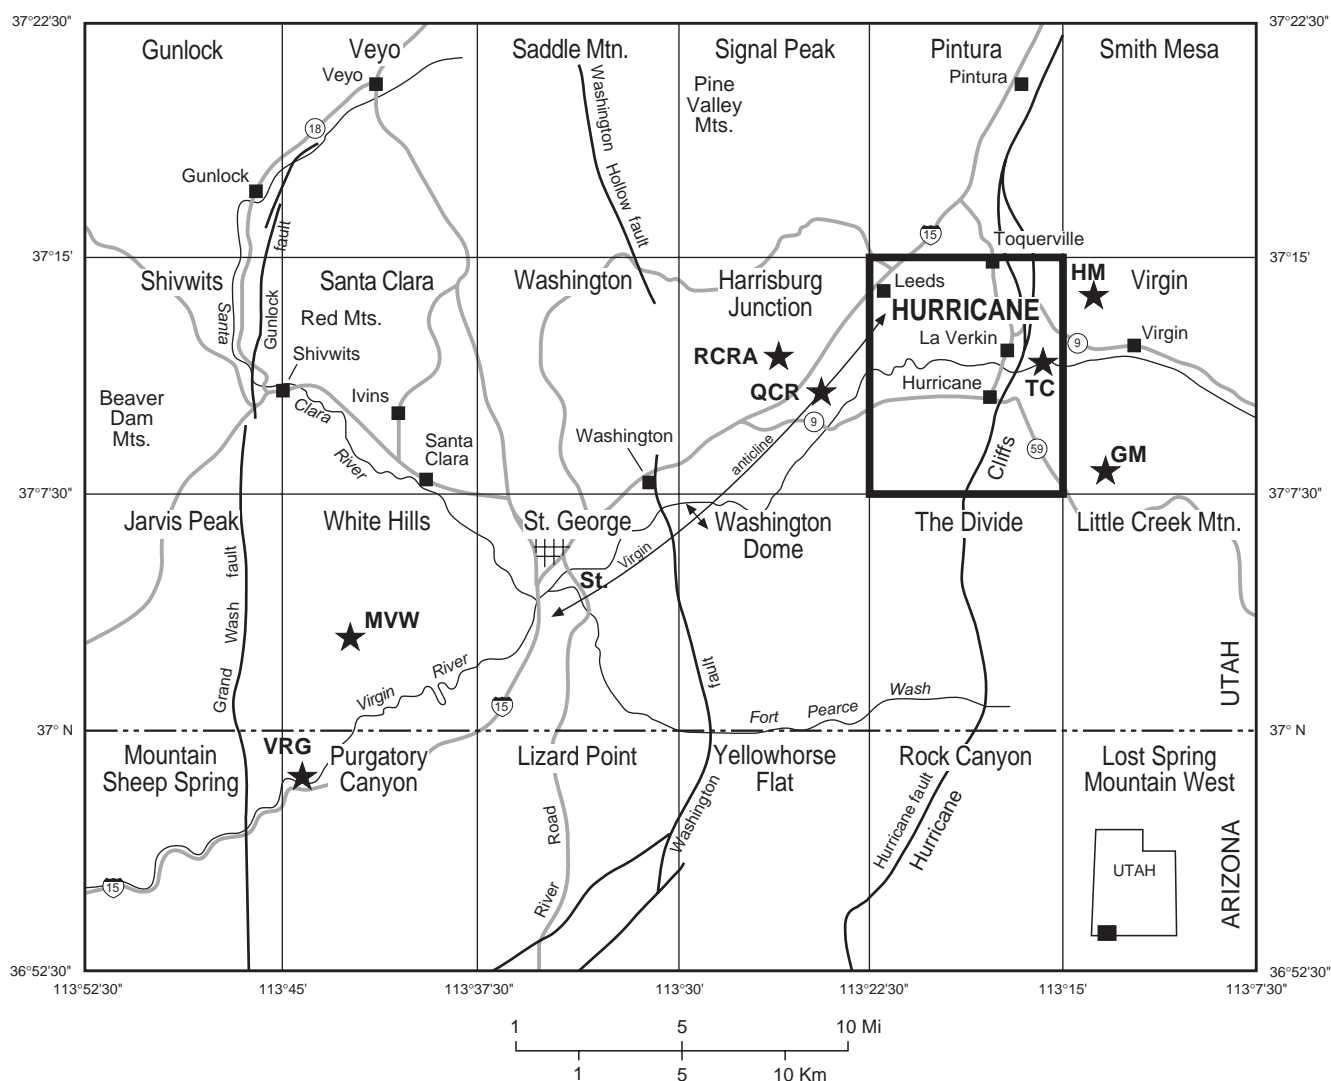 37°22'30"
37°22'30"
Gunlock
Veyo
Saddle Mtn.
Signal Peak
Pintura
Smith Mesa
Veyo
Pintura
Pine
Valley
Mts.
Washington
Hollow fault
18
Gunlock
fault
15
Toquerville
37°15'
37°15'
Shivwits
Santa Clara
Washington
Harrisburg
Junction
Leeds
HM
Virgin
HURRICANE
Santa
Gunlock
Red Mts.
La Verkin
9
Virgin
Shivwits
RCRA
QCR
Hurricane
TC
Beaver
Dam
Mts.
Ivins
Clara
River
Santa
Clara
Washington
9
anticline
Cliffs
59
GM
37°7'30"
37°7'30"
Jarvis Peak
White Hills
St. George
Washington
Dome
The Divide
Little Creek Mtn.
Virgin
St.
Grand Wash fault
MVW
Virgin River
15
fault
Fort Pearce Wash
UTAH
37° N
37° N
Mountain
Sheep Spring
VRG
Purgatory
Canyon
Lizard Point
Yellowhorse
Flat
Rock Canyon
Lost Spring
Mountain West
River Road
Washington
Hurricane fault
Hurricane
ARIZONA
UTAH
15
36°52'30"
36°52'30"
113°52'30"
113°45'
113°37'30"
113°30'
113°22'30"
113°15'
113°7'30"
1 5 10 Mi
1 5 10 Km